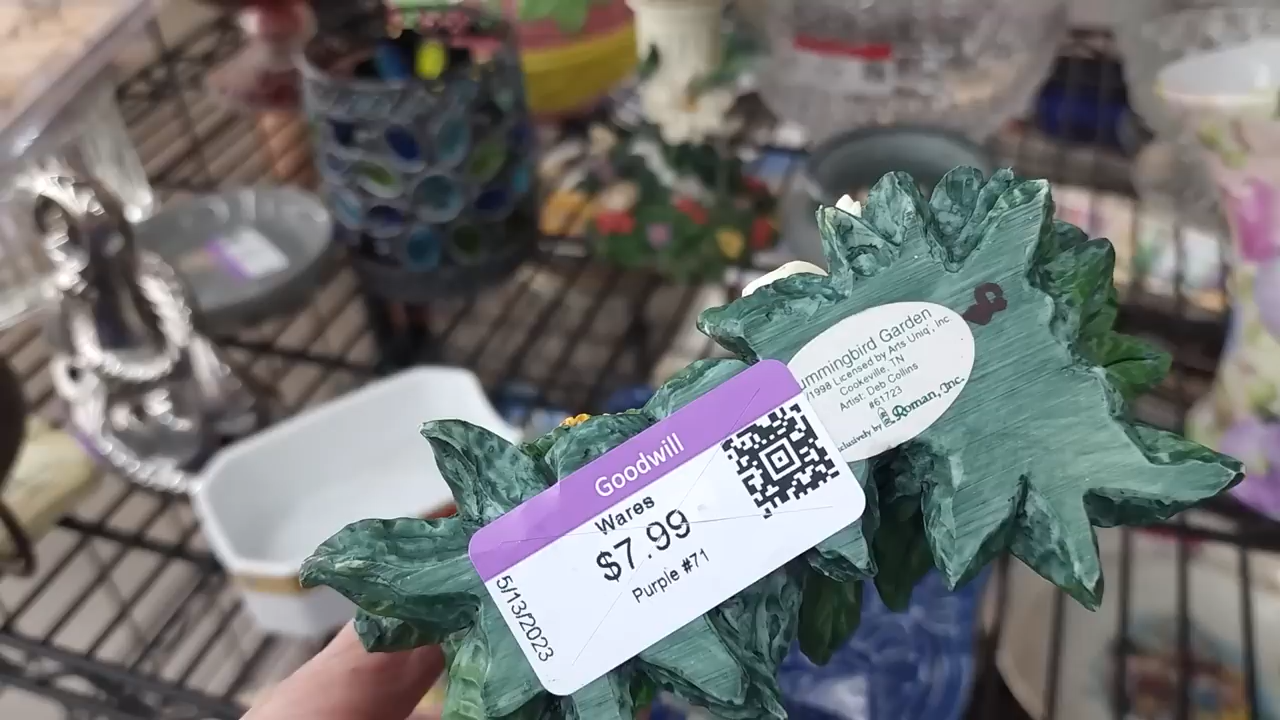 ummingbird Garden
/1998 Licensed by Arts Uniq', Inc
Cookeville, TN
Artist: Deb Collins
#61723
clusively by Roman, Inc.
Goodwill
Wares
$7.99
Purple #71
5/13/2023